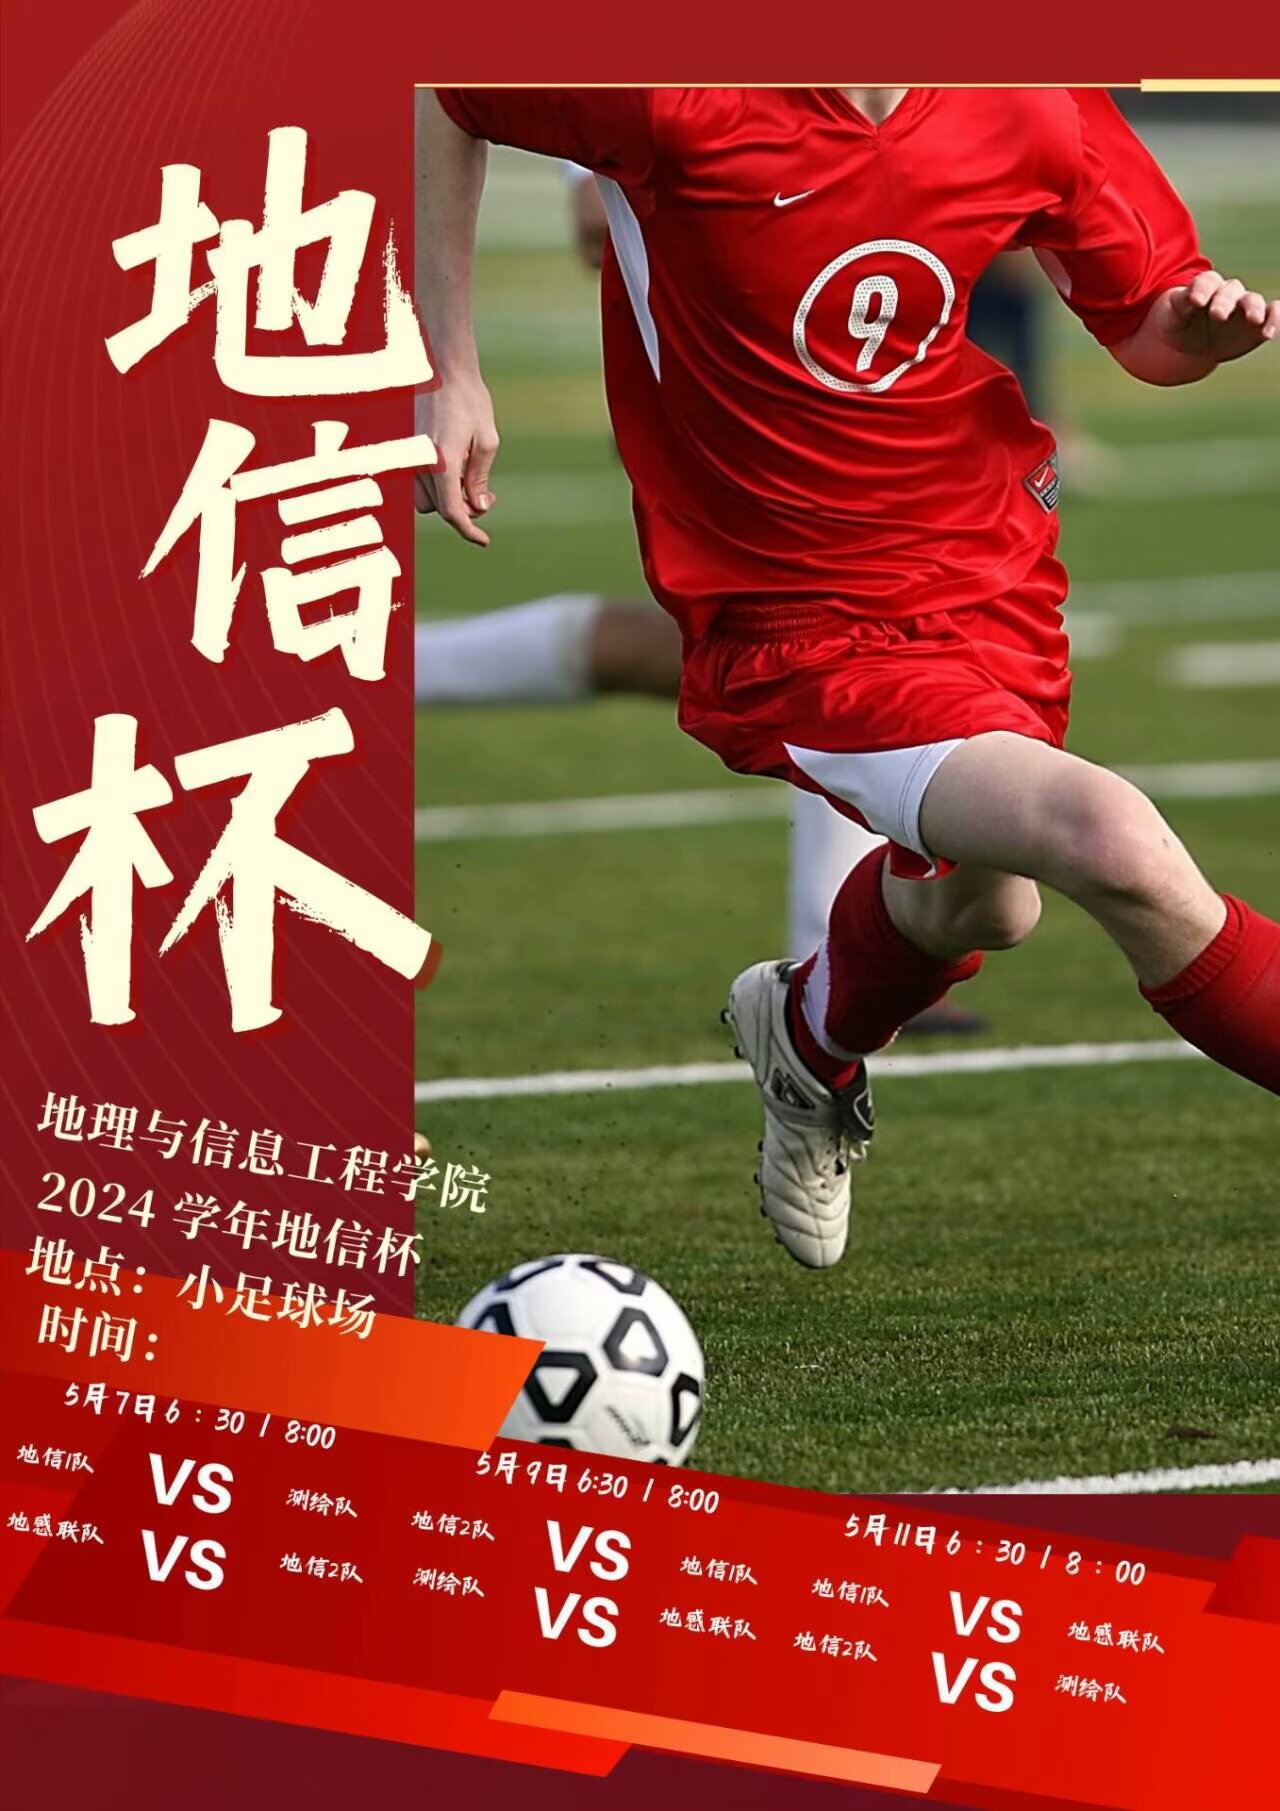 地信杯
9
地理与信息工程学院
2024 学年地信杯
地点：小足球场
时间：
5月7日6：30 / 8:00
地信1队 VS 测绘队
地感联队 VS 地信2队
5月9日6:30 / 8:00
地信2队 VS 地信1队
测绘队 VS 地感联队
5月11日6：30 / 8：00
地信1队 VS 地感联队
地信2队 VS 测绘队